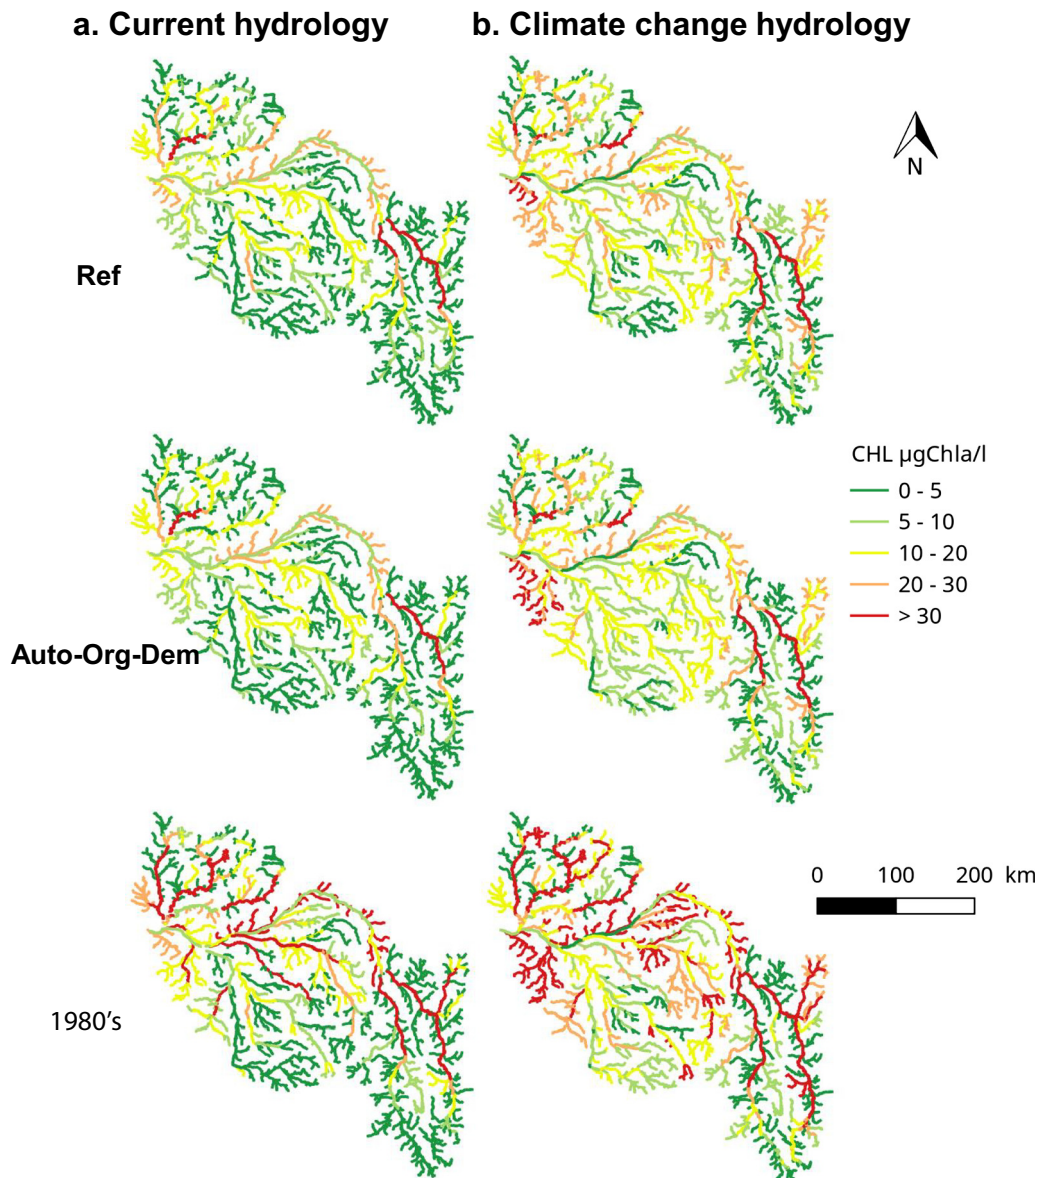 a. Current hydrology
b. Climate change hydrology
N
Ref
CHL µgChla/l
0 - 5
5 - 10
10 - 20
20 - 30
> 30
Auto-Org-Dem
0 100 200 km
1980's